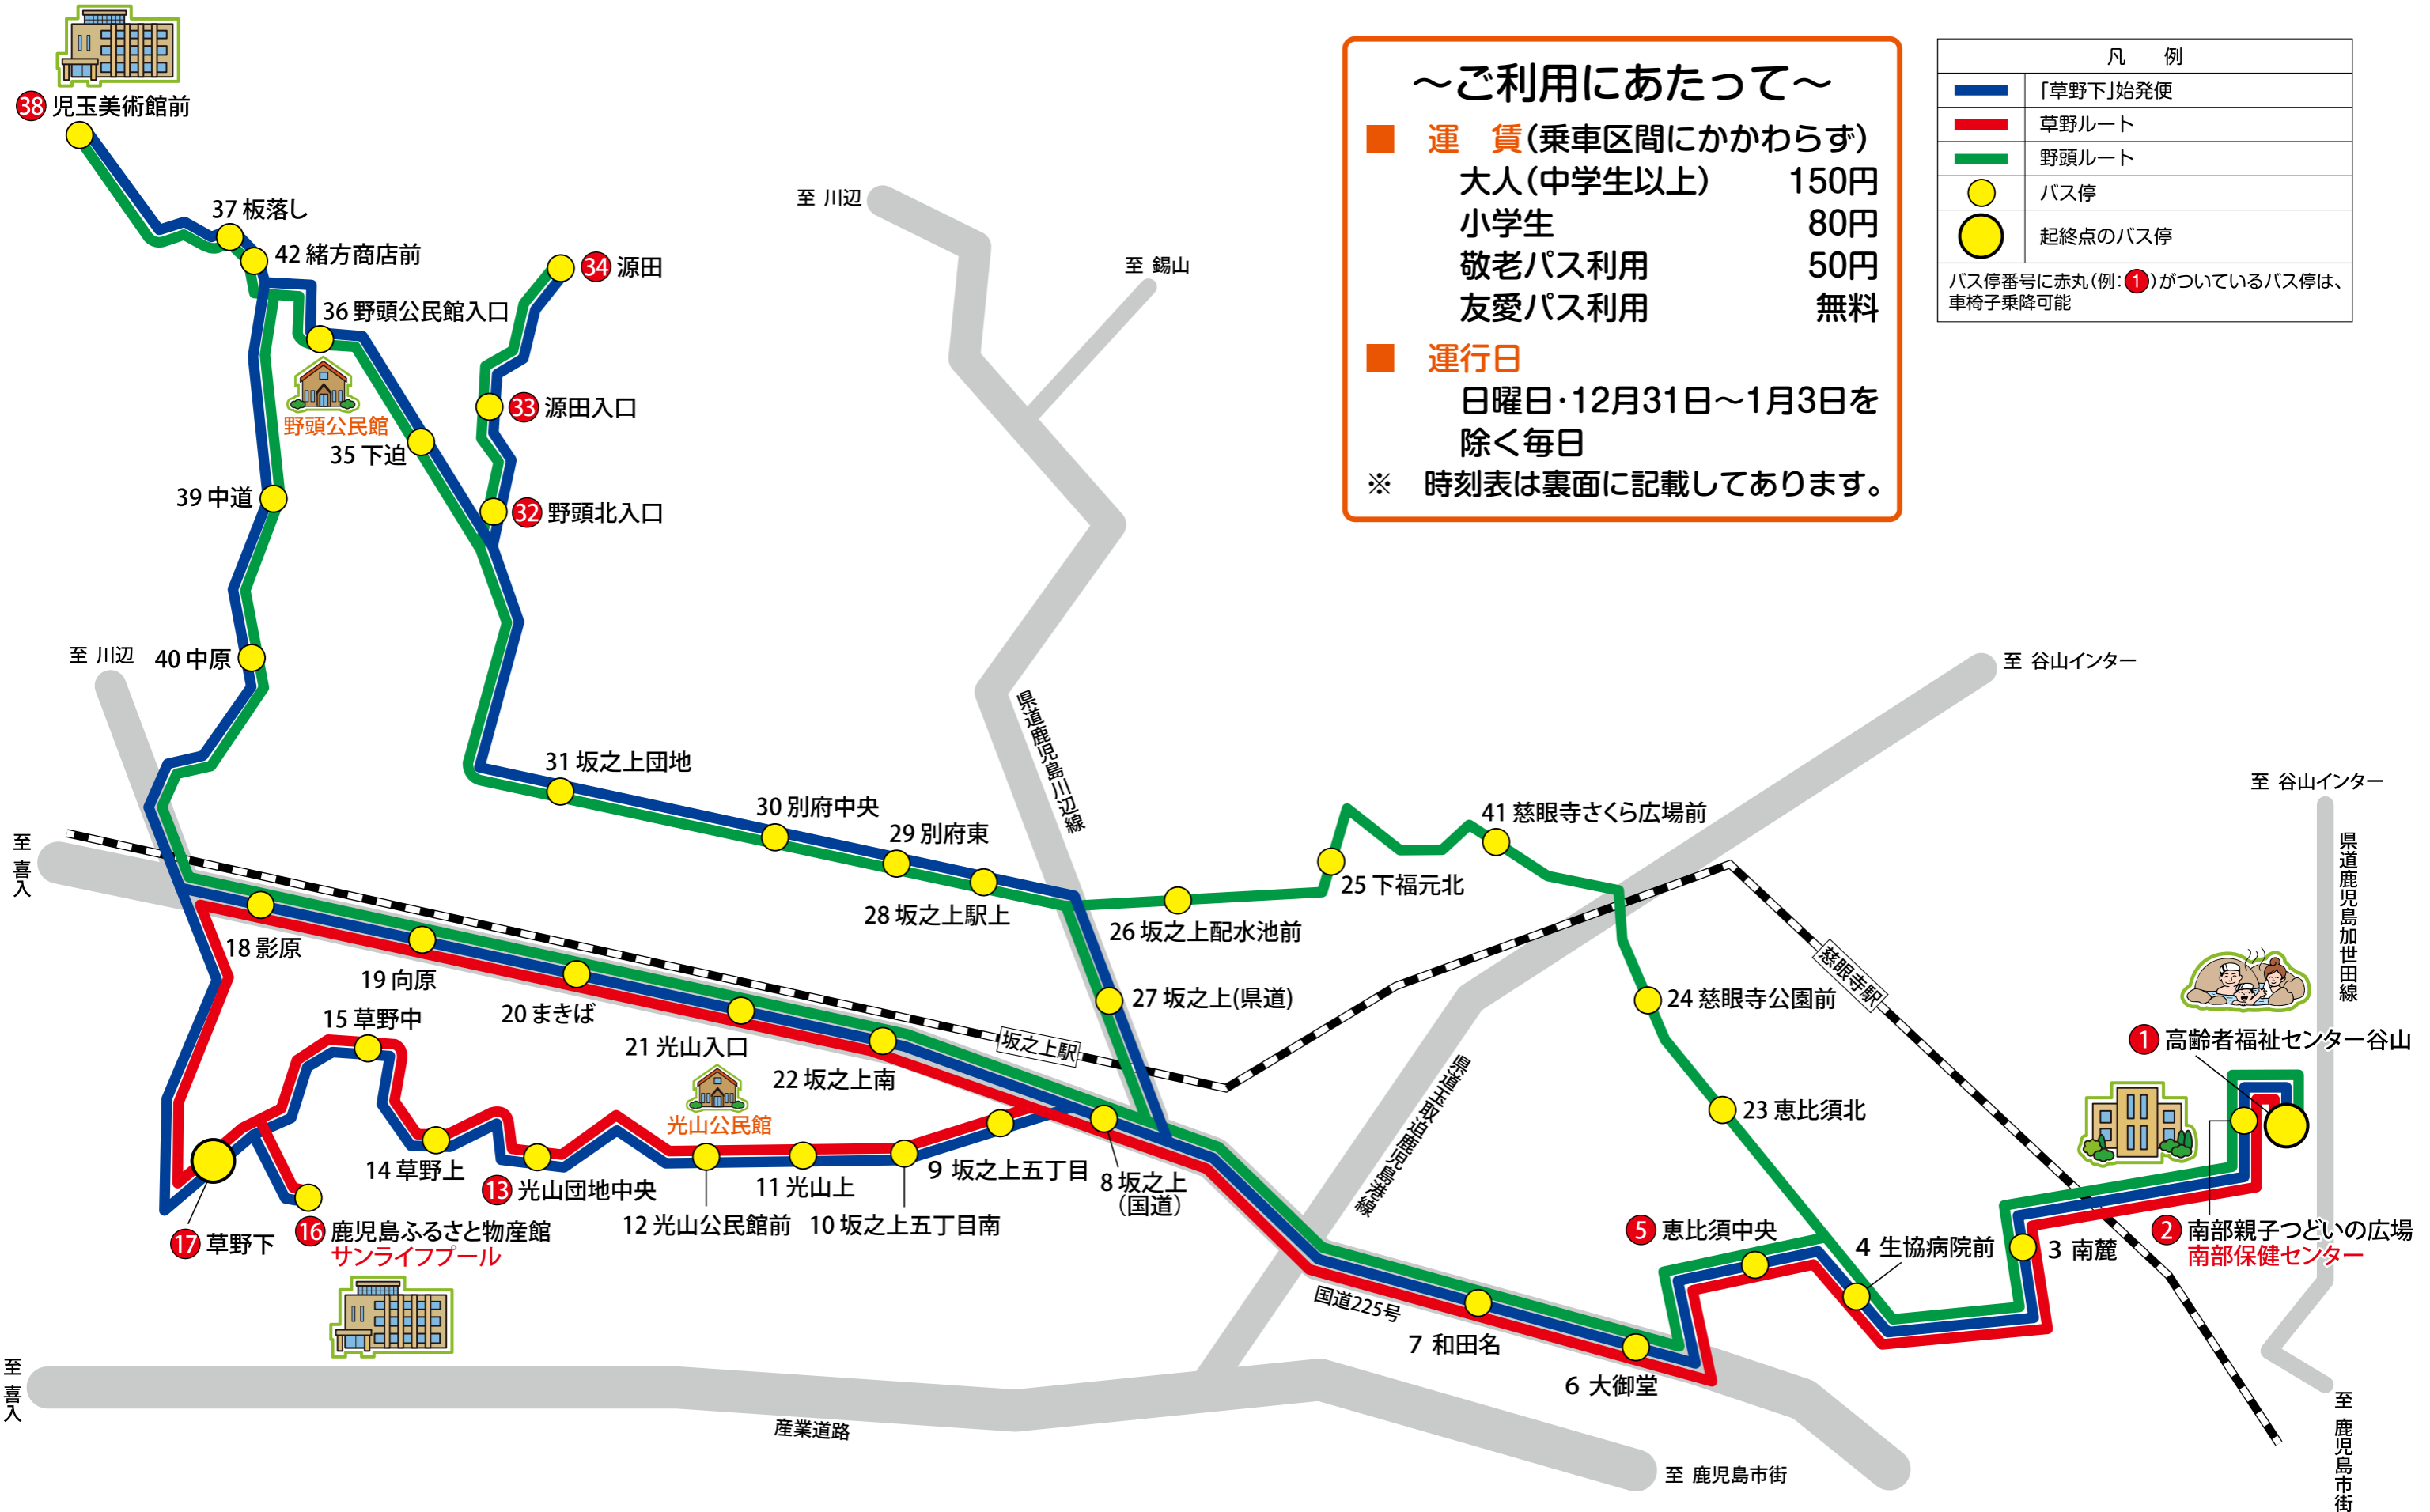 38 児玉美術館前
37 板落し
42 緒方商店前
36 野頭公民館入口
野頭公民館
35 下迫
34 源田
33 源田入口
32 野頭北入口
39 中道
40 中原
至 川辺
至 川辺
至 錫山
～ご利用にあたって～
■ 運 賃(乗車区間にかかわらず)
大人(中学生以上) 150円
小学生 80円
敬老パス利用 50円
友愛パス利用 無料
■ 運行日
日曜日･12月31日～1月3日を
除く毎日
※ 時刻表は裏面に記載してあります。
凡 例
「草野下」始発便
草野ルート
野頭ルート
バス停
起終点のバス停
バス停番号に赤丸(例:1)がついているバス停は、
車椅子乗降可能
県道鹿児島川辺線
至 谷山インター
至 谷山インター
県道鹿児島加世田線
31 坂之上団地
30 別府中央
29 別府東
28 坂之上駅上
26 坂之上配水池前
25 下福元北
41 慈眼寺さくら広場前
27 坂之上(県道)
24 慈眼寺公園前
23 恵比須北
慈眼寺駅
坂之上駅
至 喜入
18 影原
19 向原
20 まきば
21 光山入口
22 坂之上南
15 草野中
14 草野上
13 光山団地中央
光山公民館
12 光山公民館前
11 光山上
10 坂之上五丁目南
9 坂之上五丁目
8 坂之上
(国道)
17 草野下
16 鹿児島ふるさと物産館
サンライフプール
県道玉取迫鹿児島港線
国道225号
7 和田名
6 大御堂
5 恵比須中央
4 生協病院前
3 南麓
1 高齢者福祉センター谷山
2 南部親子つどいの広場
南部保健センター
至 喜入
産業道路
至 鹿児島市街
至 鹿児島市街